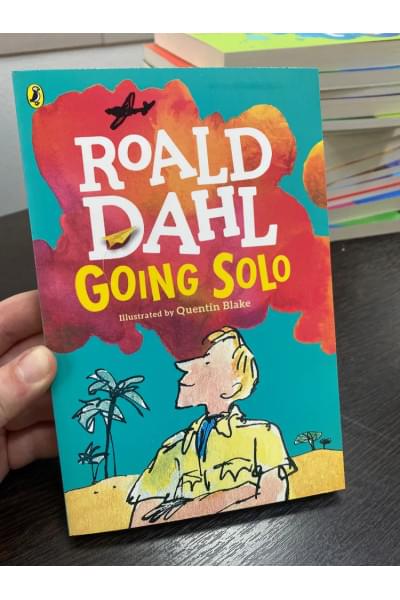 ROALD
DAHL
GOING SOLO
Illustrated by Quentin Blake